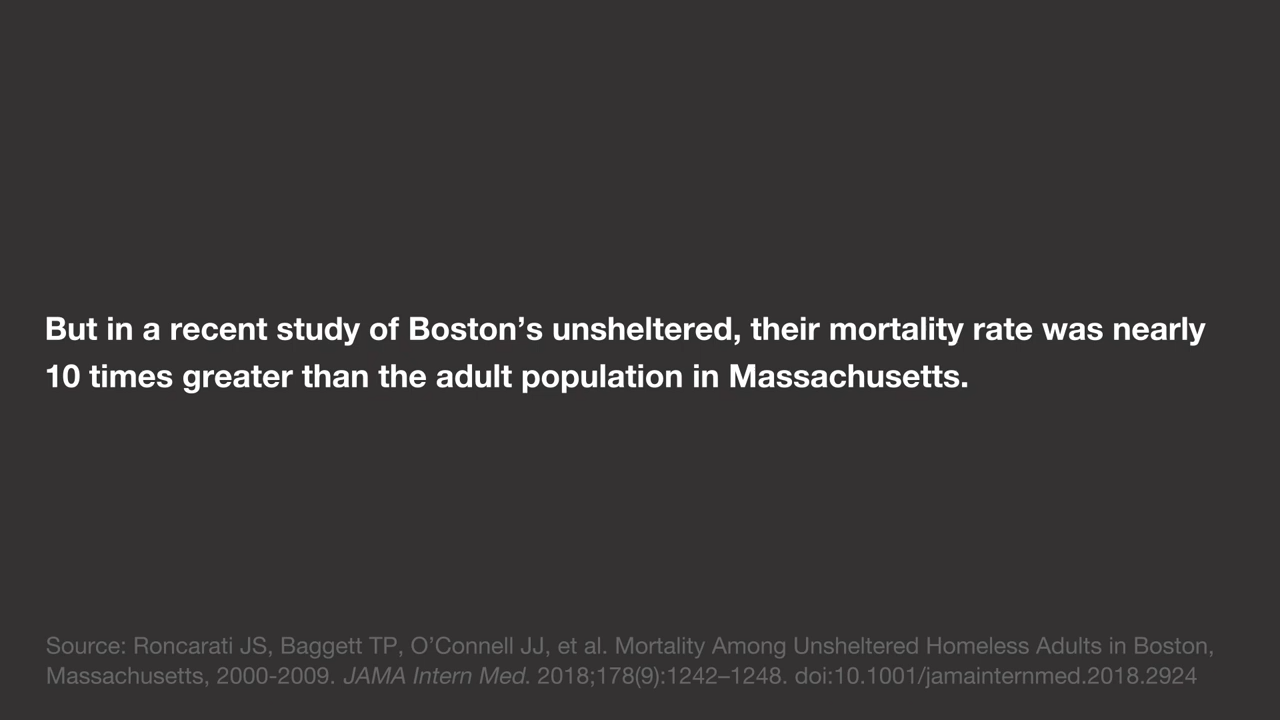 But in a recent study of Boston’s unsheltered, their mortality rate was nearly
10 times greater than the adult population in Massachusetts.
Source: Roncarati JS, Baggett TP, O’Connell JJ, et al. Mortality Among Unsheltered Homeless Adults in Boston,
Massachusetts, 2000-2009. JAMA Intern Med. 2018;178(9):1242–1248. doi:10.1001/jamainternmed.2018.2924